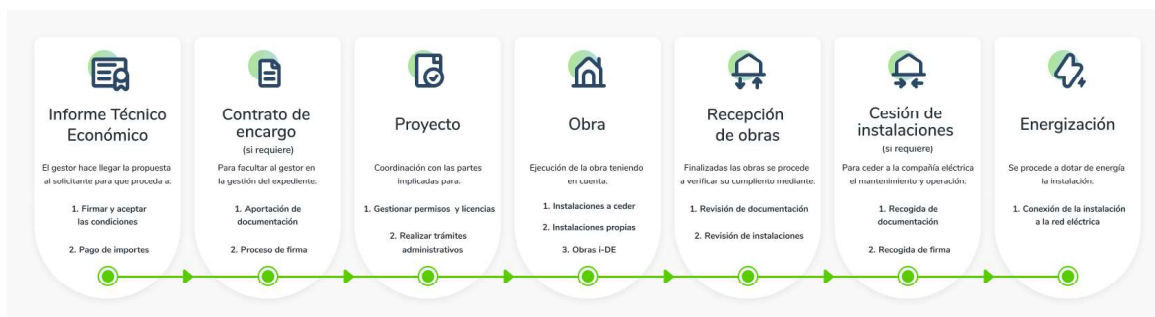 Informe Técnico
Económico
El gestor hace llegar la propuesta
al solicitante para que proceda a:
1. Firmar y aceptar
las condiciones
2. Pago de importes
Contrato de
encargo
(si requiere)
Para facultar al gestor en
la gestión del expediente:
1. Aportación de
documentación
2. Proceso de firma
Proyecto
Coordinación con las partes
implicadas para:
1. Gestionar permisos y licencias
2. Realizar trámites
administrativos
Obra
Ejecución de la obra teniendo
en cuenta:
1. Instalaciones a ceder
2. Instalaciones propias
3. Obras i-DE
Recepción
de obras
Finalizadas las obras se procede
a verificar su cumpliento mediante:
1. Revisión de documentación
2. Revisión de instalaciones
Cesión de
instalaciones
(si requiere)
Para ceder a la compañía eléctrica
el mantenimiento y operación:
1. Recogida de
documentación
2. Recogida de firma
Energización
Se procede a dotar de energía
la instalación:
1. Conexión de la instalación
a la red eléctrica